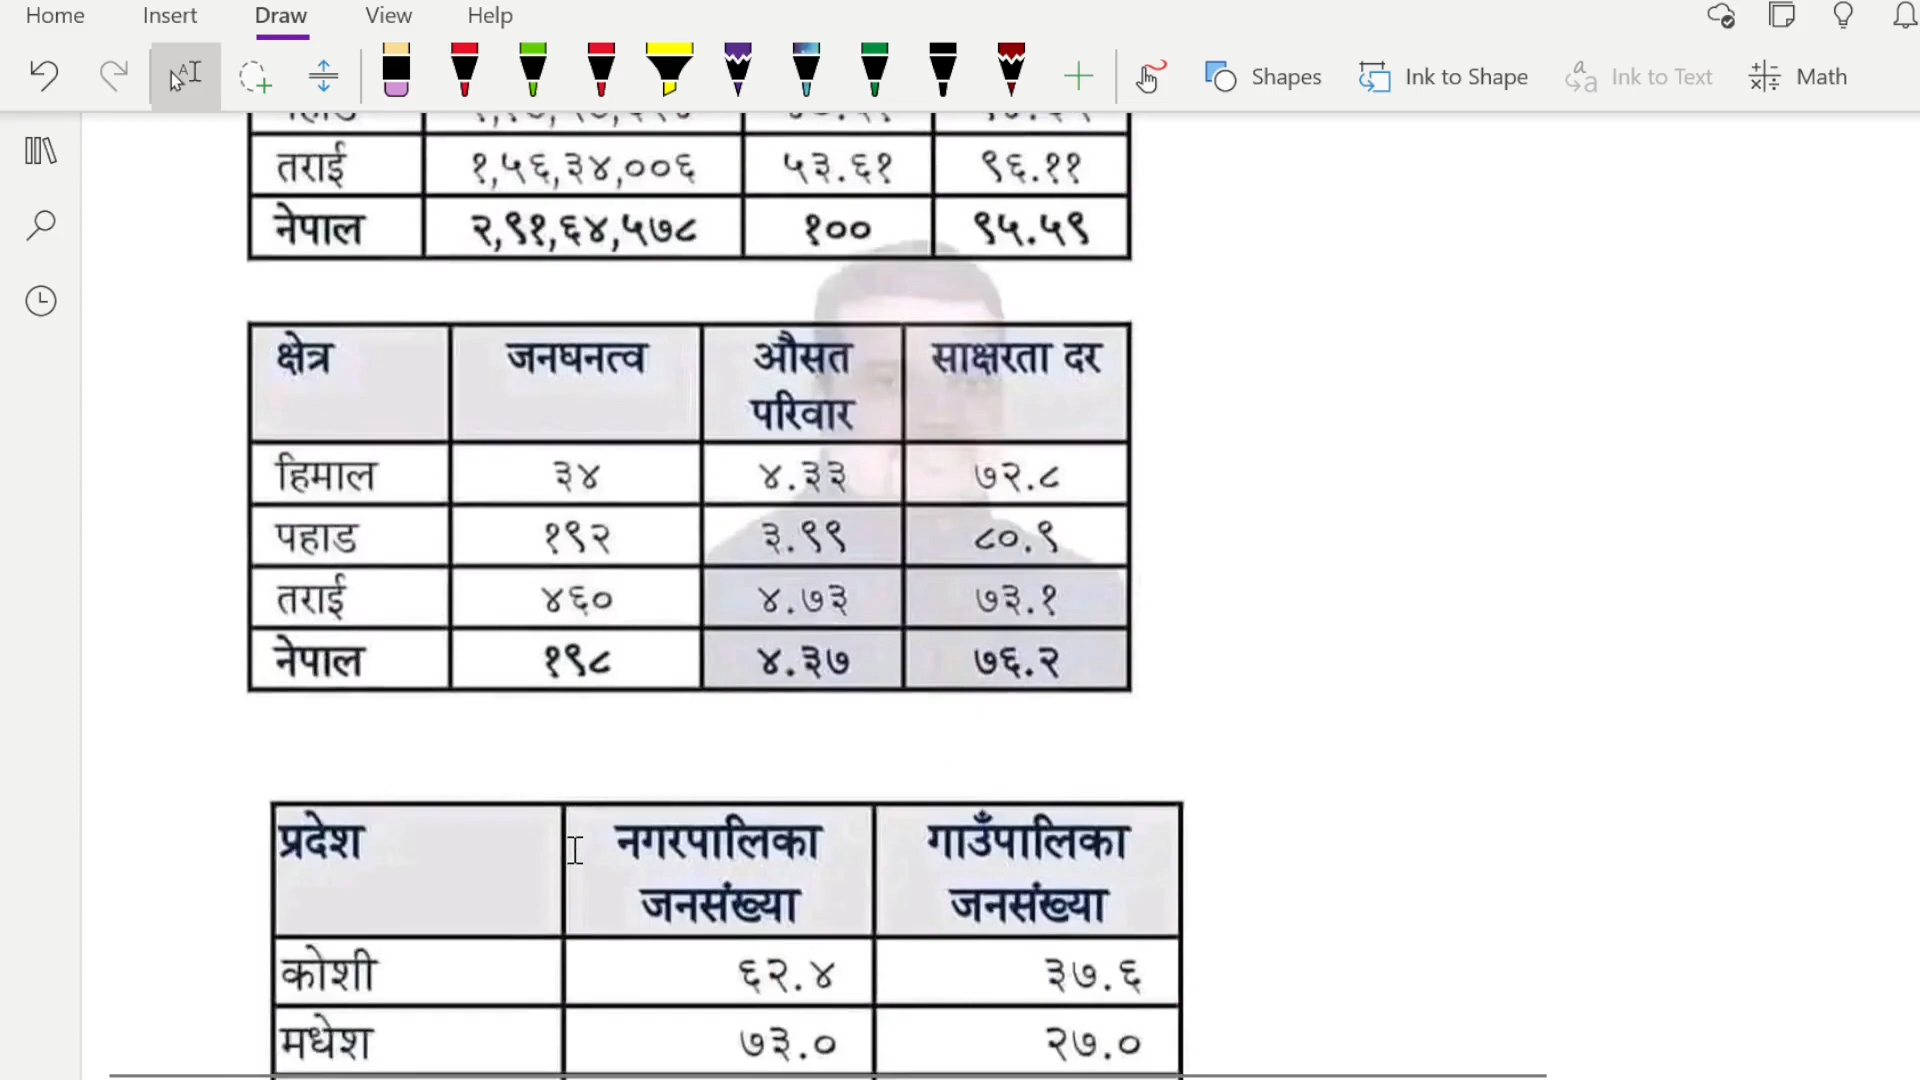 Home Insert Draw View Help
Shapes Ink to Shape Ink to Text Math
तराई १,५६,३४,००६ ५३.६१ ९६.११
नेपाल २,९१,६४,५७८ १०० ९५.५९
क्षेत्र जनघनत्व औसत परिवार साक्षरता दर
हिमाल ३४ ४.३३ ७२.८
पहाड १९२ ३.९९ ८०.९
तराई ४६० ४.७३ ७३.१
नेपाल १९८ ४.३७ ७६.२
प्रदेश नगरपालिका जनसंख्या गाउँपालिका जनसंख्या
कोशी ६२.४ ३७.६
मधेश ७३.० २७.०